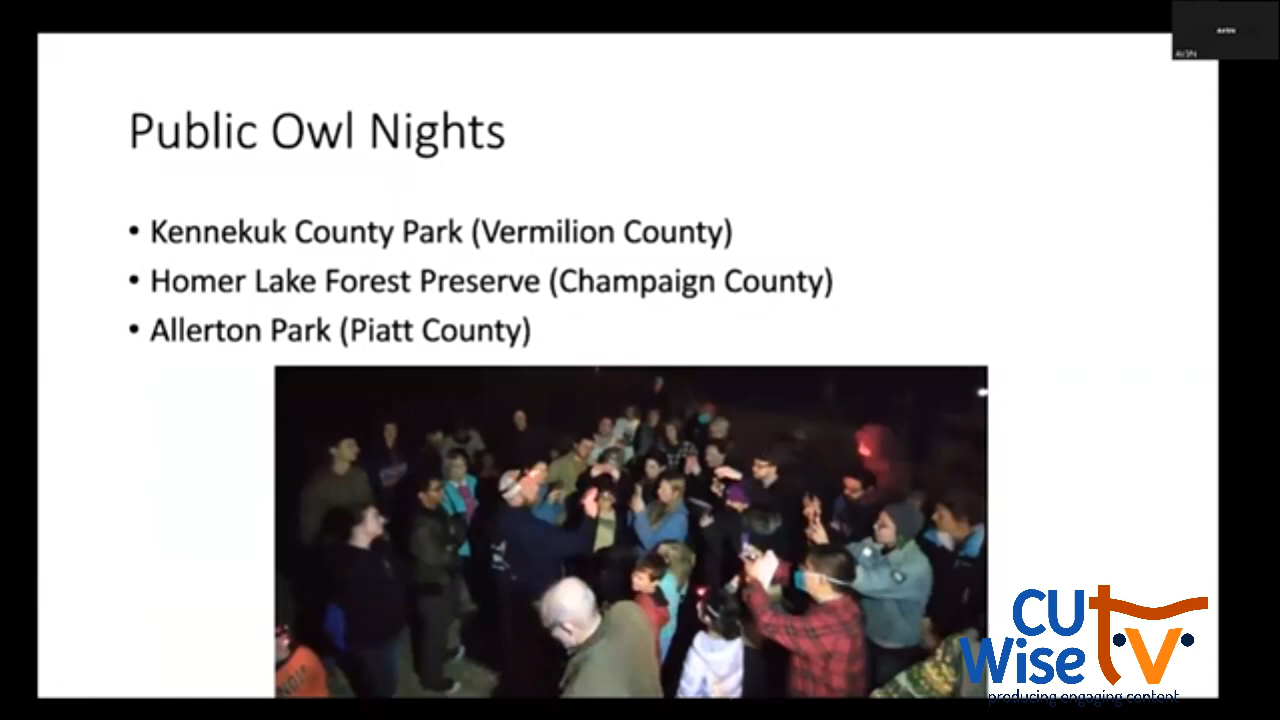 Public Owl Nights
• Kennekuk County Park (Vermilion County)
• Homer Lake Forest Preserve (Champaign County)
• Allerton Park (Piatt County)
CU
Wise
tv
producing engaging content